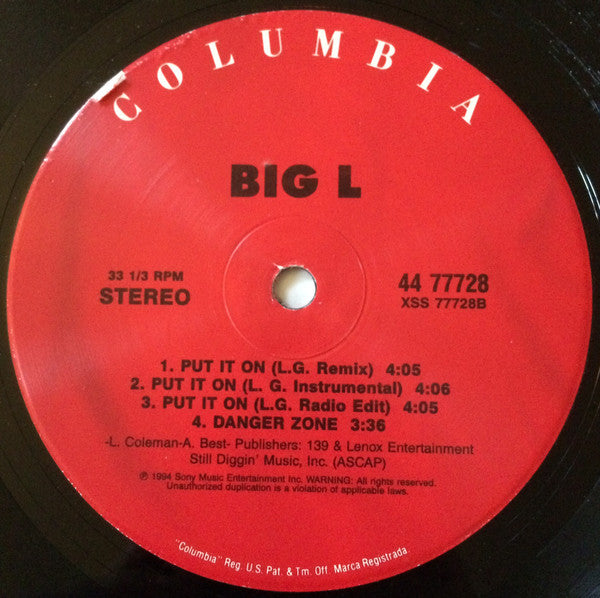 COLUMBIA
BIG L
33 1/3 RPM
STEREO
44 77728
XSS 77728B
1. PUT IT ON (L.G. Remix) 4:05
2. PUT IT ON (L. G. Instrumental) 4:06
3. PUT IT ON (L.G. Radio Edit) 4:05
4. DANGER ZONE 3:36
-L. Coleman-A. Best- Publishers: 139 & Lenox Entertainment
Still Diggin' Music, Inc. (ASCAP)
℗ 1994 Sony Music Entertainment Inc. WARNING: All rights reserved.
Unauthorized duplication is a violation of applicable laws.
"Columbia" Reg. U.S. Pat. & Tm. Off. Marca Registrada.